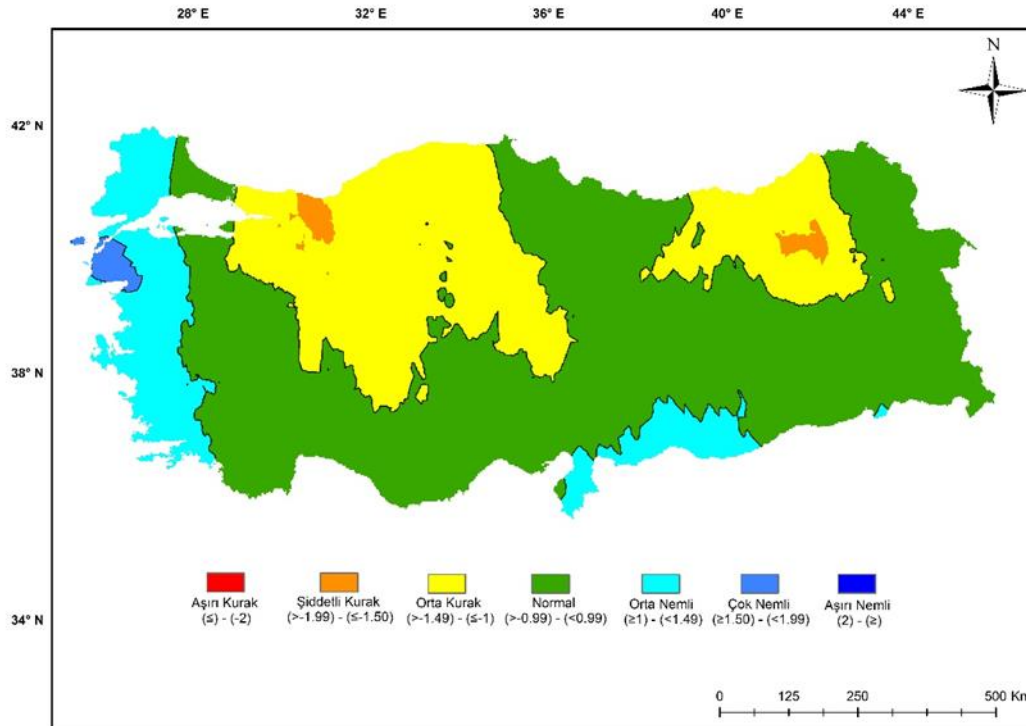 28° E 32° E 36° E 40° E 44° E
N
42° N
38° N
34° N
Aşırı Kurak
(≤) - (-2)
Şiddetli Kurak
(>-1.99) - (≤-1.50)
Orta Kurak
(>-1.49) - (≤-1)
Normal
(>-0.99) - (<0.99)
Orta Nemli
(≥1) - (<1.49)
Çok Nemli
(≥1.50) - (<1.99)
Aşırı Nemli
(2) - (≥)
0 125 250 500 Km